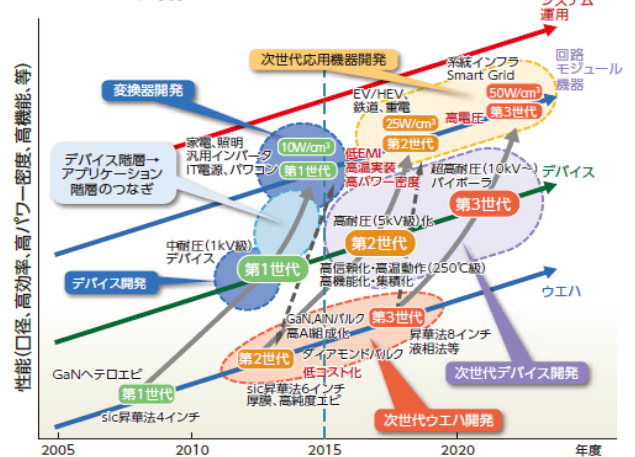 システム
運用
次世代応用機器開発
系統インフラ
Smart Grid
回路
モジュール
機器
変換器開発
EV/HEV、
鉄道、重電
50W/cm³
第3世代
高電圧
25W/cm³
第2世代
家電、照明
汎用インバータ
IT電源、パワコン
10W/cm³
第1世代
低EMI・
高温実装
高パワー密度
デバイス階層→
アプリケーション
階層のつなぎ
超高耐圧(10kV～)
バイポーラ
デバイス
第3世代
高耐圧(5kV級)化
第2世代
中耐圧(1kV級)
デバイス
第1世代
高信頼化・高温動作(250℃級)
高機能化・集積化
デバイス開発
ウエハ
GaN,AlNバルク
高Al組成化
第3世代
昇華法8インチ
液相法等
第2世代
ダイアモンドバルク
低コスト化
GaNヘテロエピ
第1世代
sic昇華法4インチ
sic昇華法6インチ
厚膜、高純度エピ
次世代デバイス開発
次世代ウエハ開発
性能(口径、高効率、高パワー密度、高機能、等)
2005
2010
2015
2020
年度